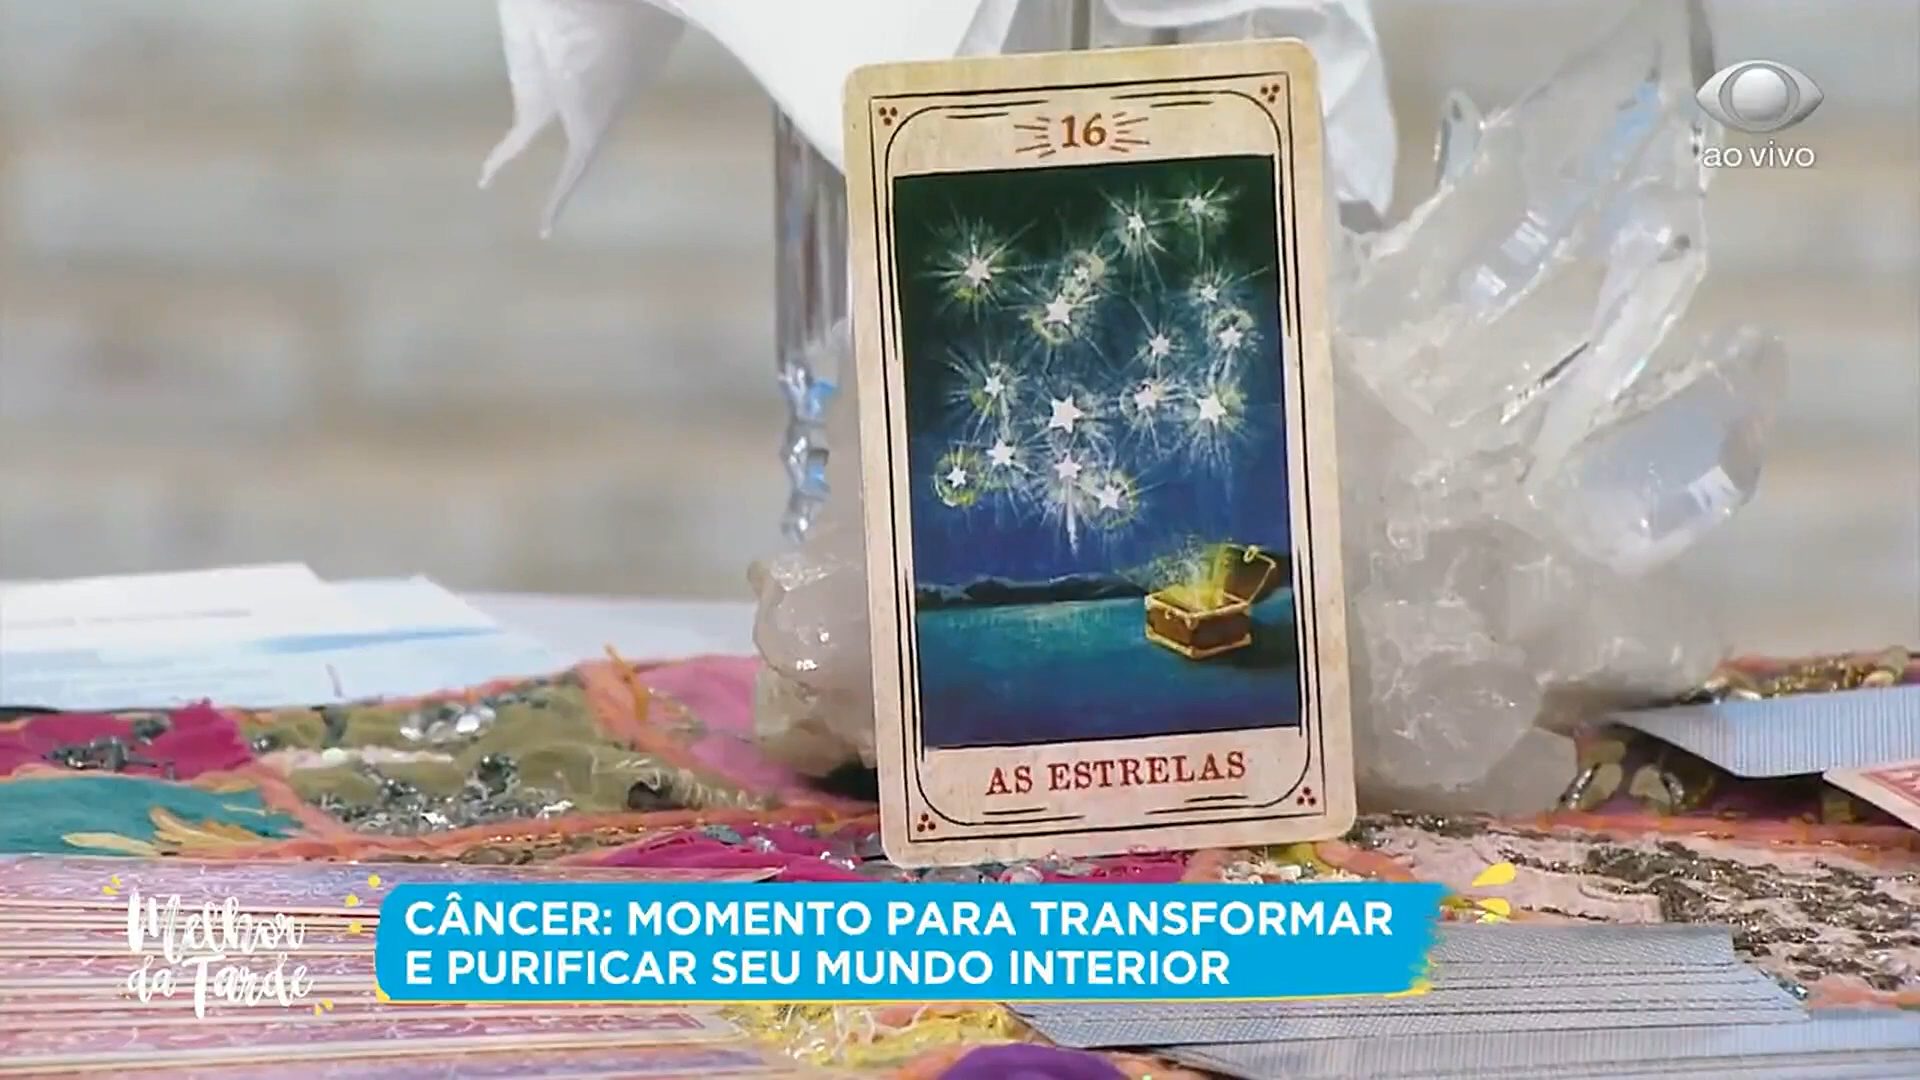 16
ao vivo
AS ESTRELAS
Melhor
da Tarde
CÂNCER: MOMENTO PARA TRANSFORMAR
E PURIFICAR SEU MUNDO INTERIOR